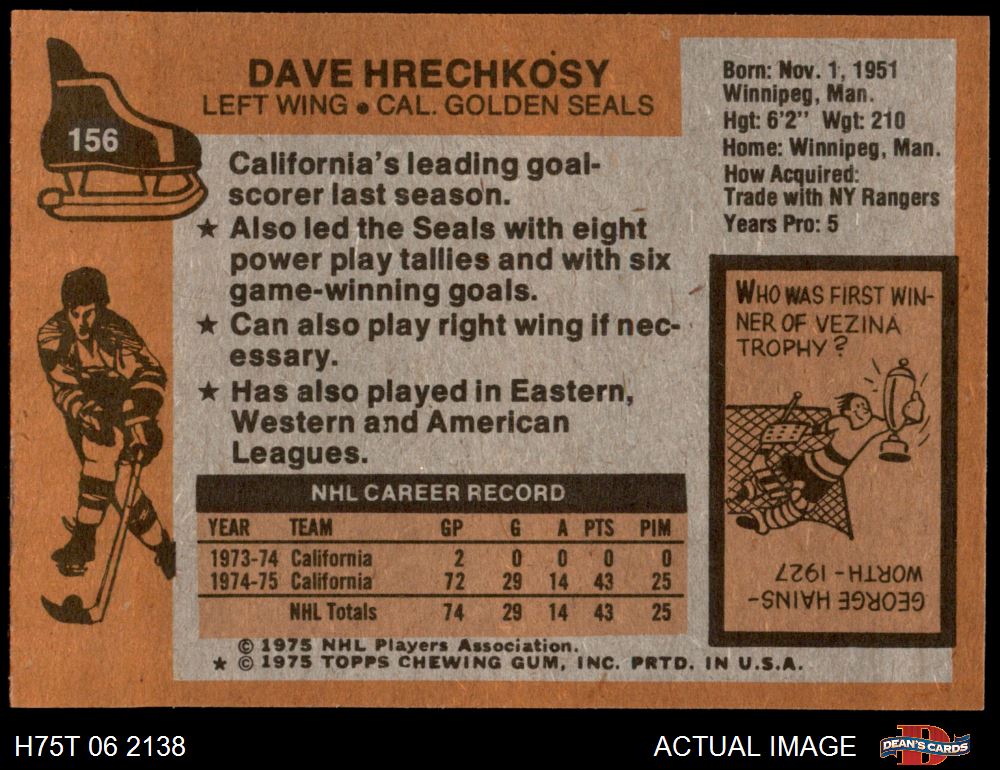 156
DAVE HRECHKOSY
LEFT WING • CAL. GOLDEN SEALS
California's leading goal-
scorer last season.
★ Also led the Seals with eight
power play tallies and with six
game-winning goals.
★ Can also play right wing if nec-
essary.
★ Has also played in Eastern,
Western and American
Leagues.
Born: Nov. 1, 1951
Winnipeg, Man.
Hgt: 6'2" Wgt: 210
Home: Winnipeg, Man.
How Acquired:
Trade with NY Rangers
Years Pro: 5
WHO WAS FIRST WIN-
NER OF VEZINA
TROPHY?
GEORGE HAINS-
WORTH - 1927
NHL CAREER RECORD
YEAR TEAM GP G A PTS PIM
1973-74 California 2 0 0 0 0
1974-75 California 72 29 14 43 25
NHL Totals 74 29 14 43 25
© 1975 NHL Players Association.
★ © 1975 TOPPS CHEWING GUM, INC. PRTD. IN U.S.A.
H75T 06 2138
ACTUAL IMAGE
D
DEAN'S CARDS